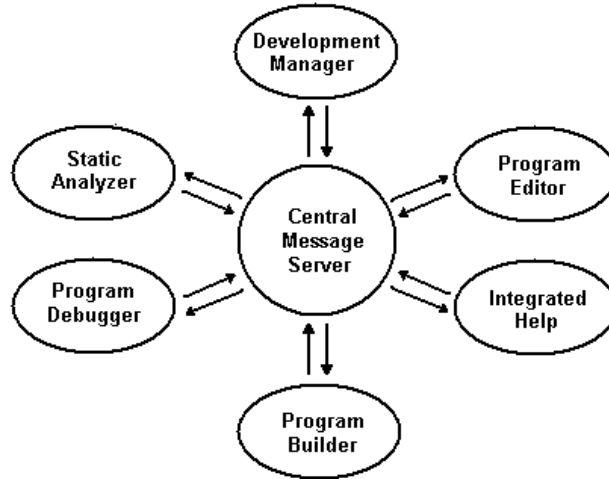 Development
Manager
Static
Analyzer
Program
Editor
Central
Message
Server
Program
Debugger
Integrated
Help
Program
Builder